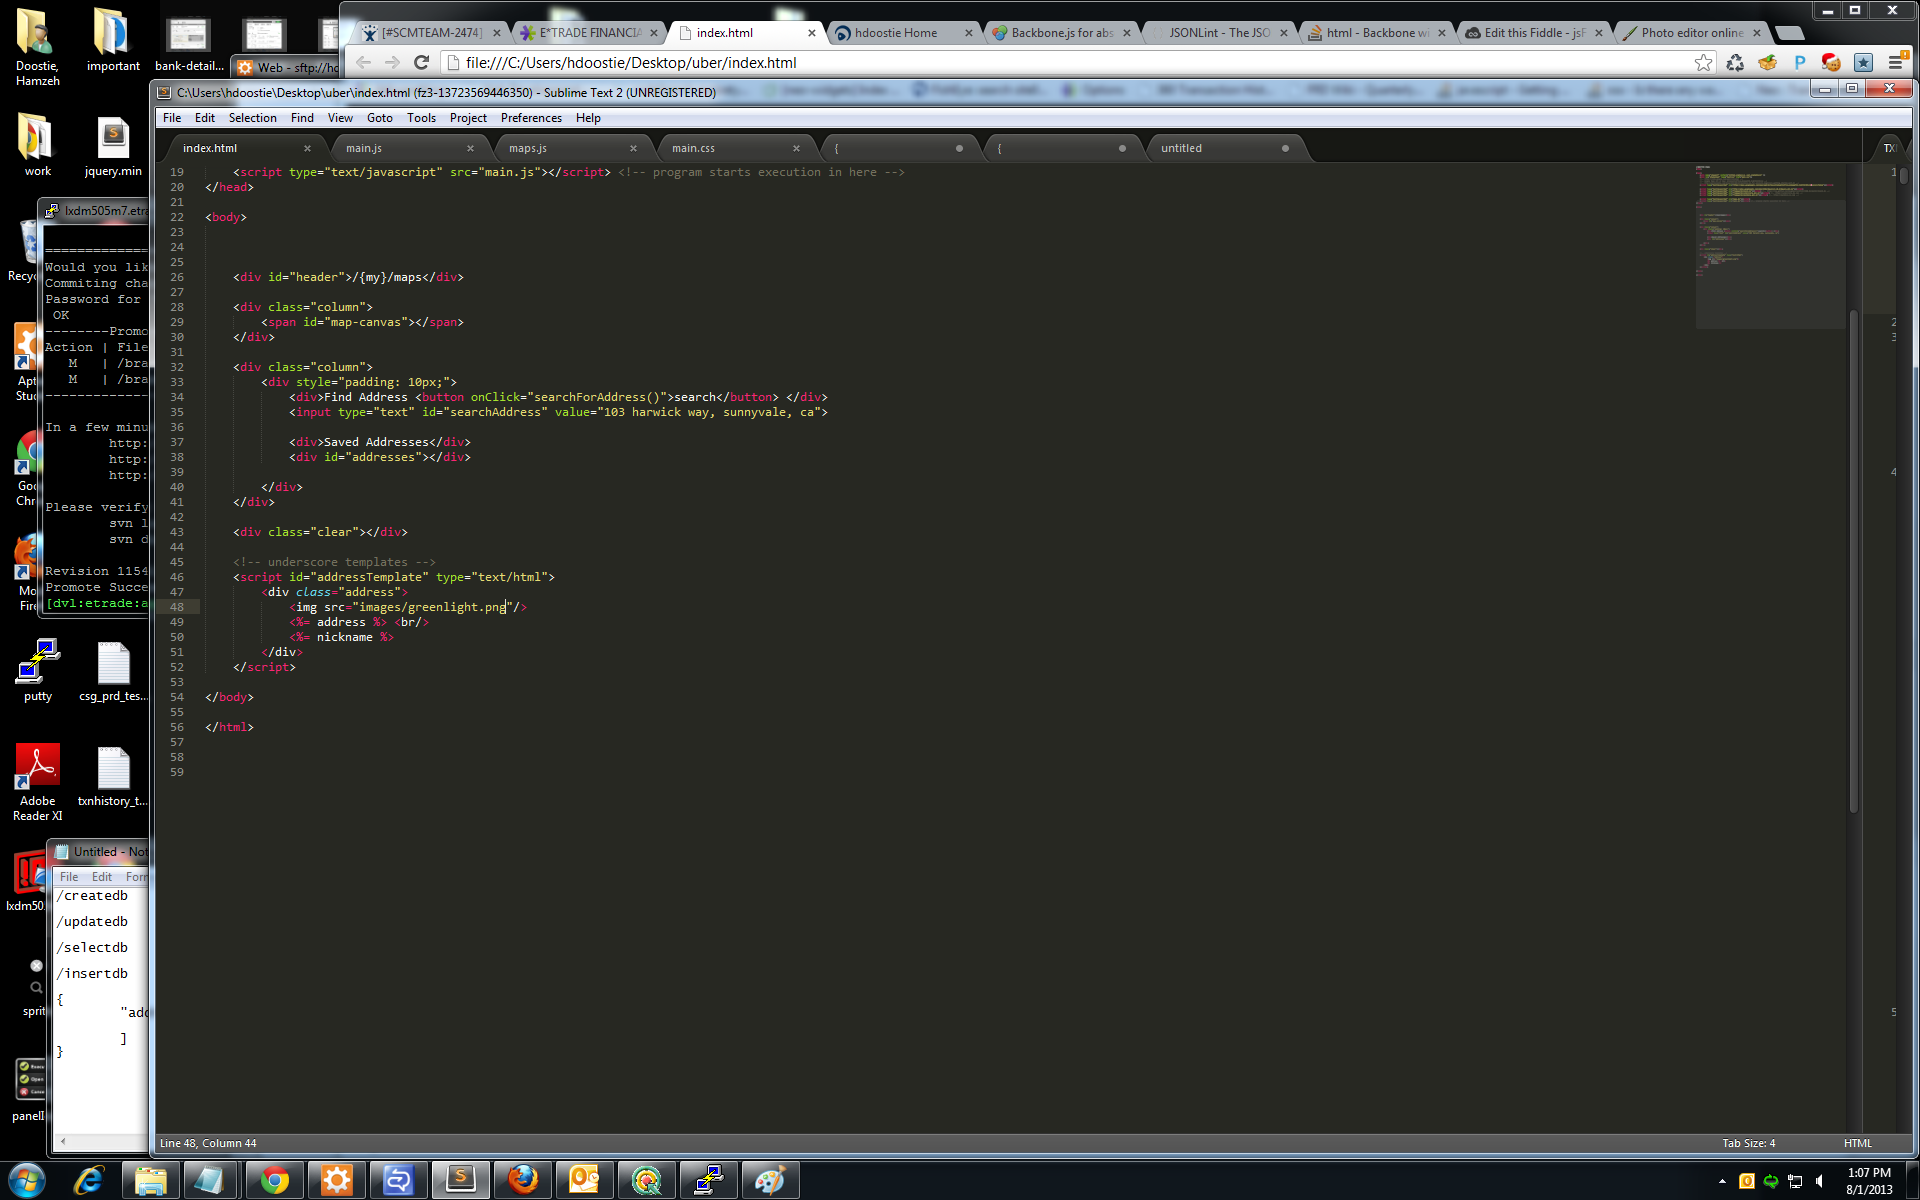 Doostie, Hamzeh
important
bank-detail...
Web - sftp://hc
[#SCMTEAM-2474]
E*TRADE FINANCIA
index.html
hdoostie Home
Backbone.js for abs
JSONLint - The JSO
html - Backbone wi
Edit this Fiddle - jsF
Photo editor online
file:///C:/Users/hdoostie/Desktop/uber/index.html
C:\Users\hdoostie\Desktop\uber\index.html (fz3-13723569446350) - Sublime Text 2 (UNREGISTERED)
File Edit Selection Find View Goto Tools Project Preferences Help
index.html main.js maps.js main.css { { untitled TXI
19 <script type="text/javascript" src="main.js"></script> <!-- program starts execution in here -->
20 </head>
21
22 <body>
23
24
25
26 <div id="header">/{my}/maps</div>
27
28 <div class="column">
29 <span id="map-canvas"></span>
30 </div>
31
32 <div class="column">
33 <div style="padding: 10px;">
34 <div>Find Address <button onClick="searchForAddress()">search</button> </div>
35 <input type="text" id="searchAddress" value="103 harwick way, sunnyvale, ca">
36
37 <div>Saved Addresses</div>
38 <div id="addresses"></div>
39
40 </div>
41 </div>
42
43 <div class="clear"></div>
44
45 <!-- underscore templates -->
46 <script id="addressTemplate" type="text/html">
47 <div class="address">
48 <img src="images/greenlight.png"/>
49 <%= address %> <br/>
50 <%= nickname %>
51 </div>
52 </script>
53
54 </body>
55
56 </html>
57
58
59
1
2
3
4
5
Line 48, Column 44
Tab Size: 4
HTML
work
jquery.min
lxdm505m7.etra
Would you lik
Commiting cha
Password for
OK
--------Promo
Action | File
M | /bra
M | /bra
In a few minu
http:
http:
http:
Please verify
svn l
svn d
Revision 1154
Promote Succe
[dvl:etrade:a
Recyc
Apt
Stud
Goo
Chr
Mo
Fire
putty
csg_prd_tes...
Adobe Reader XI
txnhistory_t...
lxdm50
sprit
panelI
Untitled - Not
File Edit Forn
/createdb
/updatedb
/selectdb
/insertdb
{
"add
]
}
1:07 PM
8/1/2013